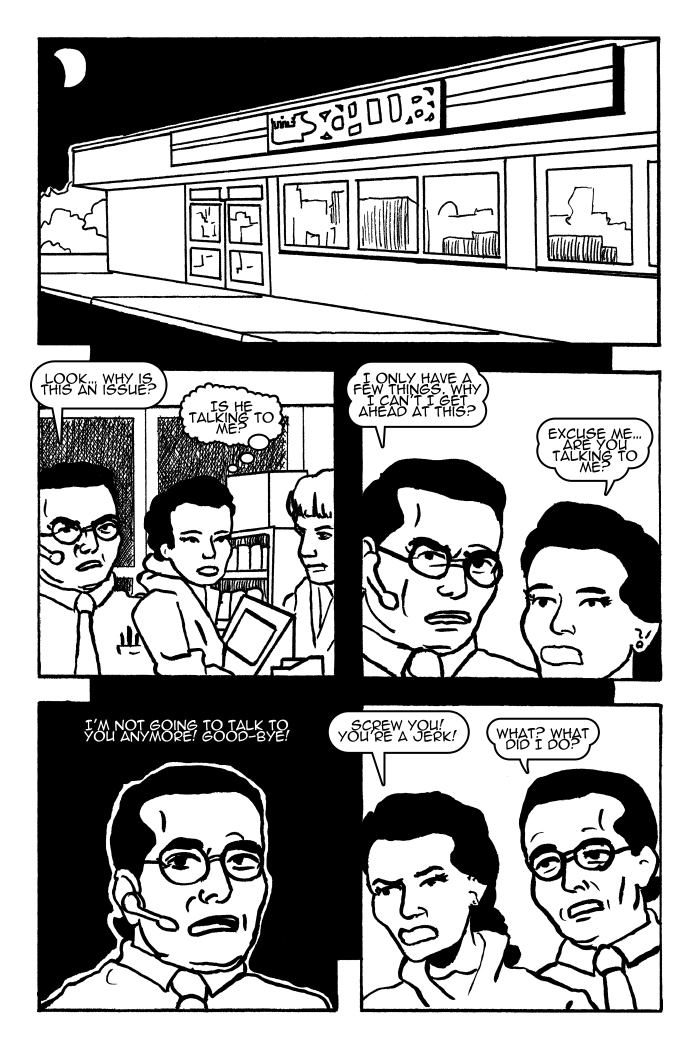 LOOK... WHY IS
THIS AN ISSUE?
IS HE
TALKING TO
ME?
I ONLY HAVE A
FEW THINGS. WHY
I CAN'T I GET
AHEAD AT THIS?
EXCUSE ME...
ARE YOU
TALKING TO
ME?
I'M NOT GOING TO TALK TO
YOU ANYMORE! GOOD-BYE!
SCREW YOU!
YOU'RE A JERK!
WHAT? WHAT
DID I DO?